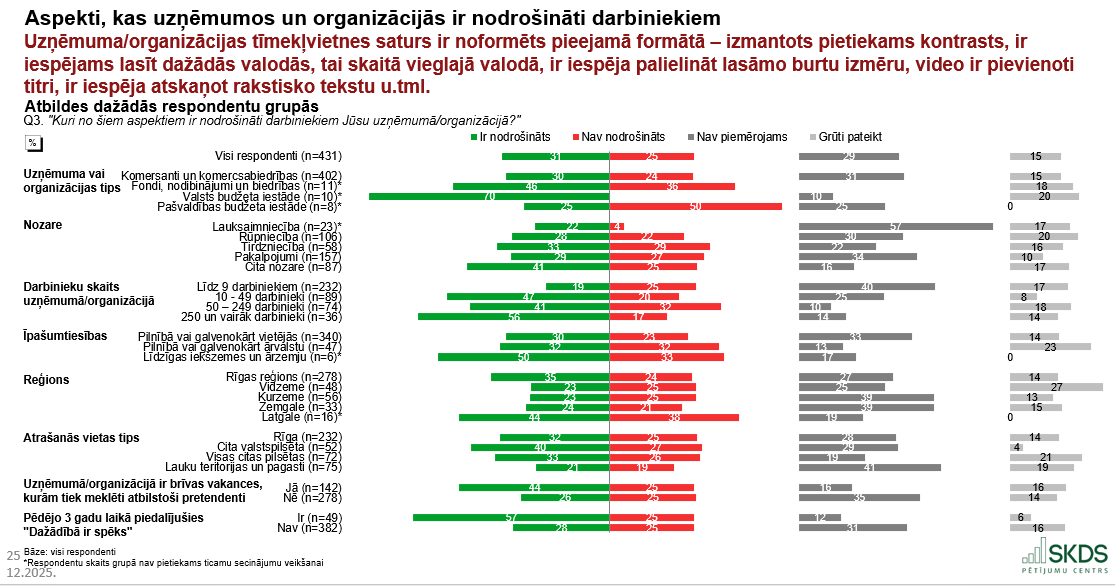 Aspekti, kas uzņēmumos un organizācijās ir nodrošināti darbiniekiem
Uzņēmuma/organizācijas tīmekļvietnes saturs ir noformēts pieejamā formātā – izmantots pietiekams kontrasts, ir
iespējams lasīt dažādās valodās, tai skaitā vieglajā valodā, ir iespēja palielināt lasāmo burtu izmēru, video ir pievienoti
titri, ir iespēja atskaņot rakstisko tekstu u.tml.
Atbildes dažādās respondentu grupās
Q3. "Kuri no šiem aspektiem ir nodrošināti darbiniekiem Jūsu uzņēmumā/organizācijā?"
%
Ir nodrošināts Nav nodrošināts Nav piemērojams Grūti pateikt
Visi respondenti (n=431) 31 25 29 15
Uzņēmuma vai
organizācijas tips
Komersanti un komercsabiedrības (n=402) 30 24 31 15
Fondi, nodibinājumi un biedrības (n=11)* 46 36 18
Valsts budžeta iestāde (n=10)* 70 10 20
Pašvaldības budžeta iestāde (n=8)* 25 50 25 0
Nozare
Lauksaimniecība (n=23)* 22 4 57 17
Rūpniecība (n=106) 28 22 30 20
Tirdzniecība (n=58) 33 29 22 16
Pakalpojumi (n=157) 29 27 34 10
Cita nozare (n=87) 41 25 16 17
Darbinieku skaits
uzņēmumā/organizācijā
Līdz 9 darbiniekiem (n=232) 19 25 40 17
10 - 49 darbinieki (n=89) 47 20 25 8
50 – 249 darbinieki (n=74) 41 32 10 18
250 un vairāk darbinieki (n=36) 56 17 14 14
Īpašumtiesības
Pilnībā vai galvenokārt vietējās (n=340) 30 23 33 14
Pilnībā vai galvenokārt ārvalstu (n=47) 32 32 13 23
Līdzīgas iekšzemes un ārzemju (n=6)* 50 33 17 0
Reģions
Rīgas reģions (n=278) 35 24 27 14
Vidzeme (n=48) 23 25 25 27
Kurzeme (n=56) 23 25 39 13
Zemgale (n=33) 24 21 39 15
Latgale (n=16)* 44 38 19 0
Atrašanās vietas tips
Rīga (n=232) 32 25 28 14
Cita valstspilsēta (n=52) 40 27 29 4
Visas citas pilsētas (n=72) 33 26 19 21
Lauku teritorijas un pagasti (n=75) 21 19 41 19
Uzņēmumā/organizācijā ir brīvas vakances,
kurām tiek meklēti atbilstoši pretendenti
Jā (n=142) 44 25 16 16
Nē (n=278) 26 25 35 14
Pēdējo 3 gadu laikā piedalījušies
"Dažādībā ir spēks"
Ir (n=49) 57 25 12 6
Nav (n=382) 28 25 31 16
25
Bāze: visi respondenti
*Respondentu skaits grupā nav pietiekams ticamu secinājumu veikšanai
12.2025.
SKDS
PĒTĪJUMU CENTRS